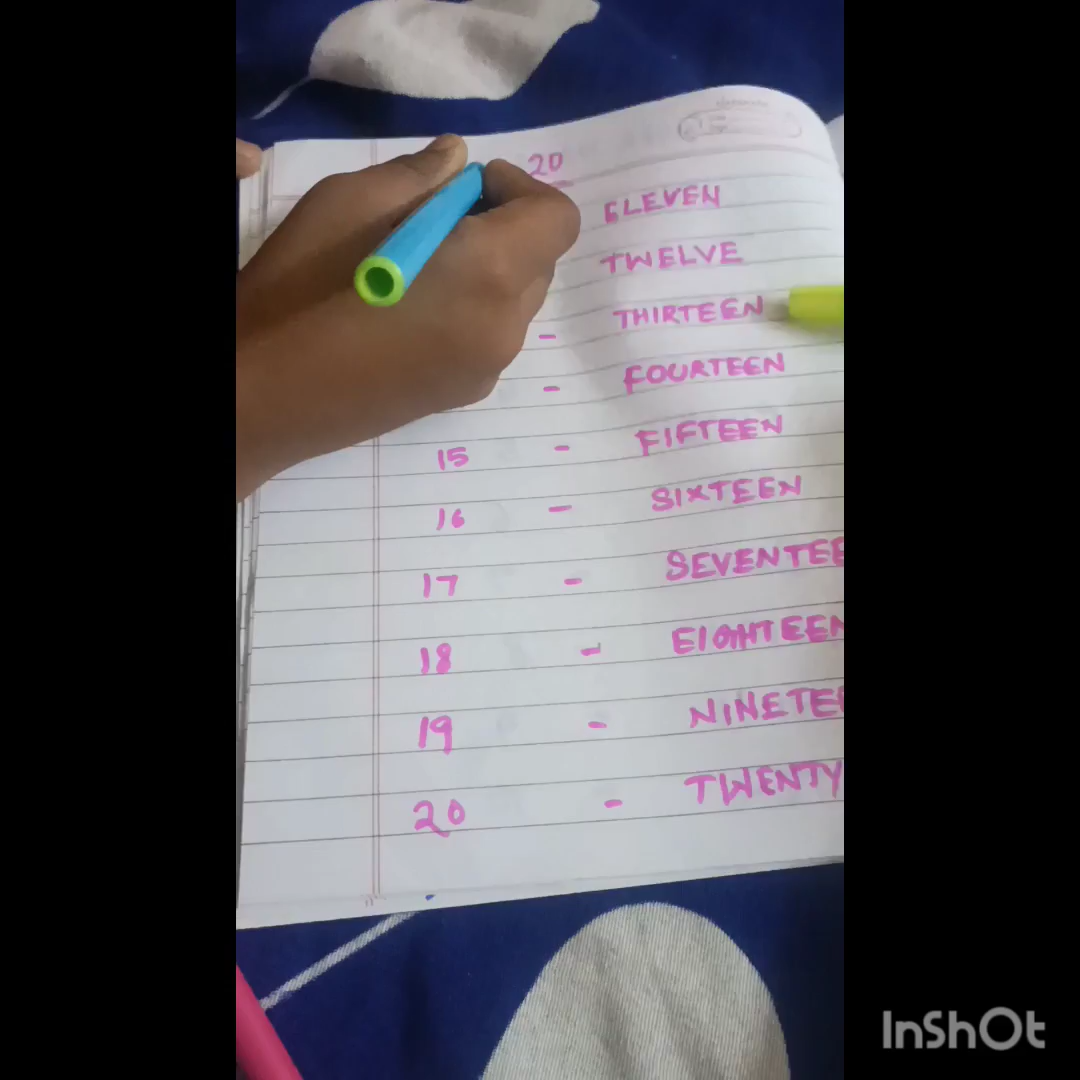 20
ELEVEN
TWELVE
- THIRTEEN
- FOURTEEN
15 - FIFTEEN
16 - SIXTEEN
17 - SEVENTEE
18 - EIGHTEEN
19 - NINETEE
20 - TWENTY
InShOt